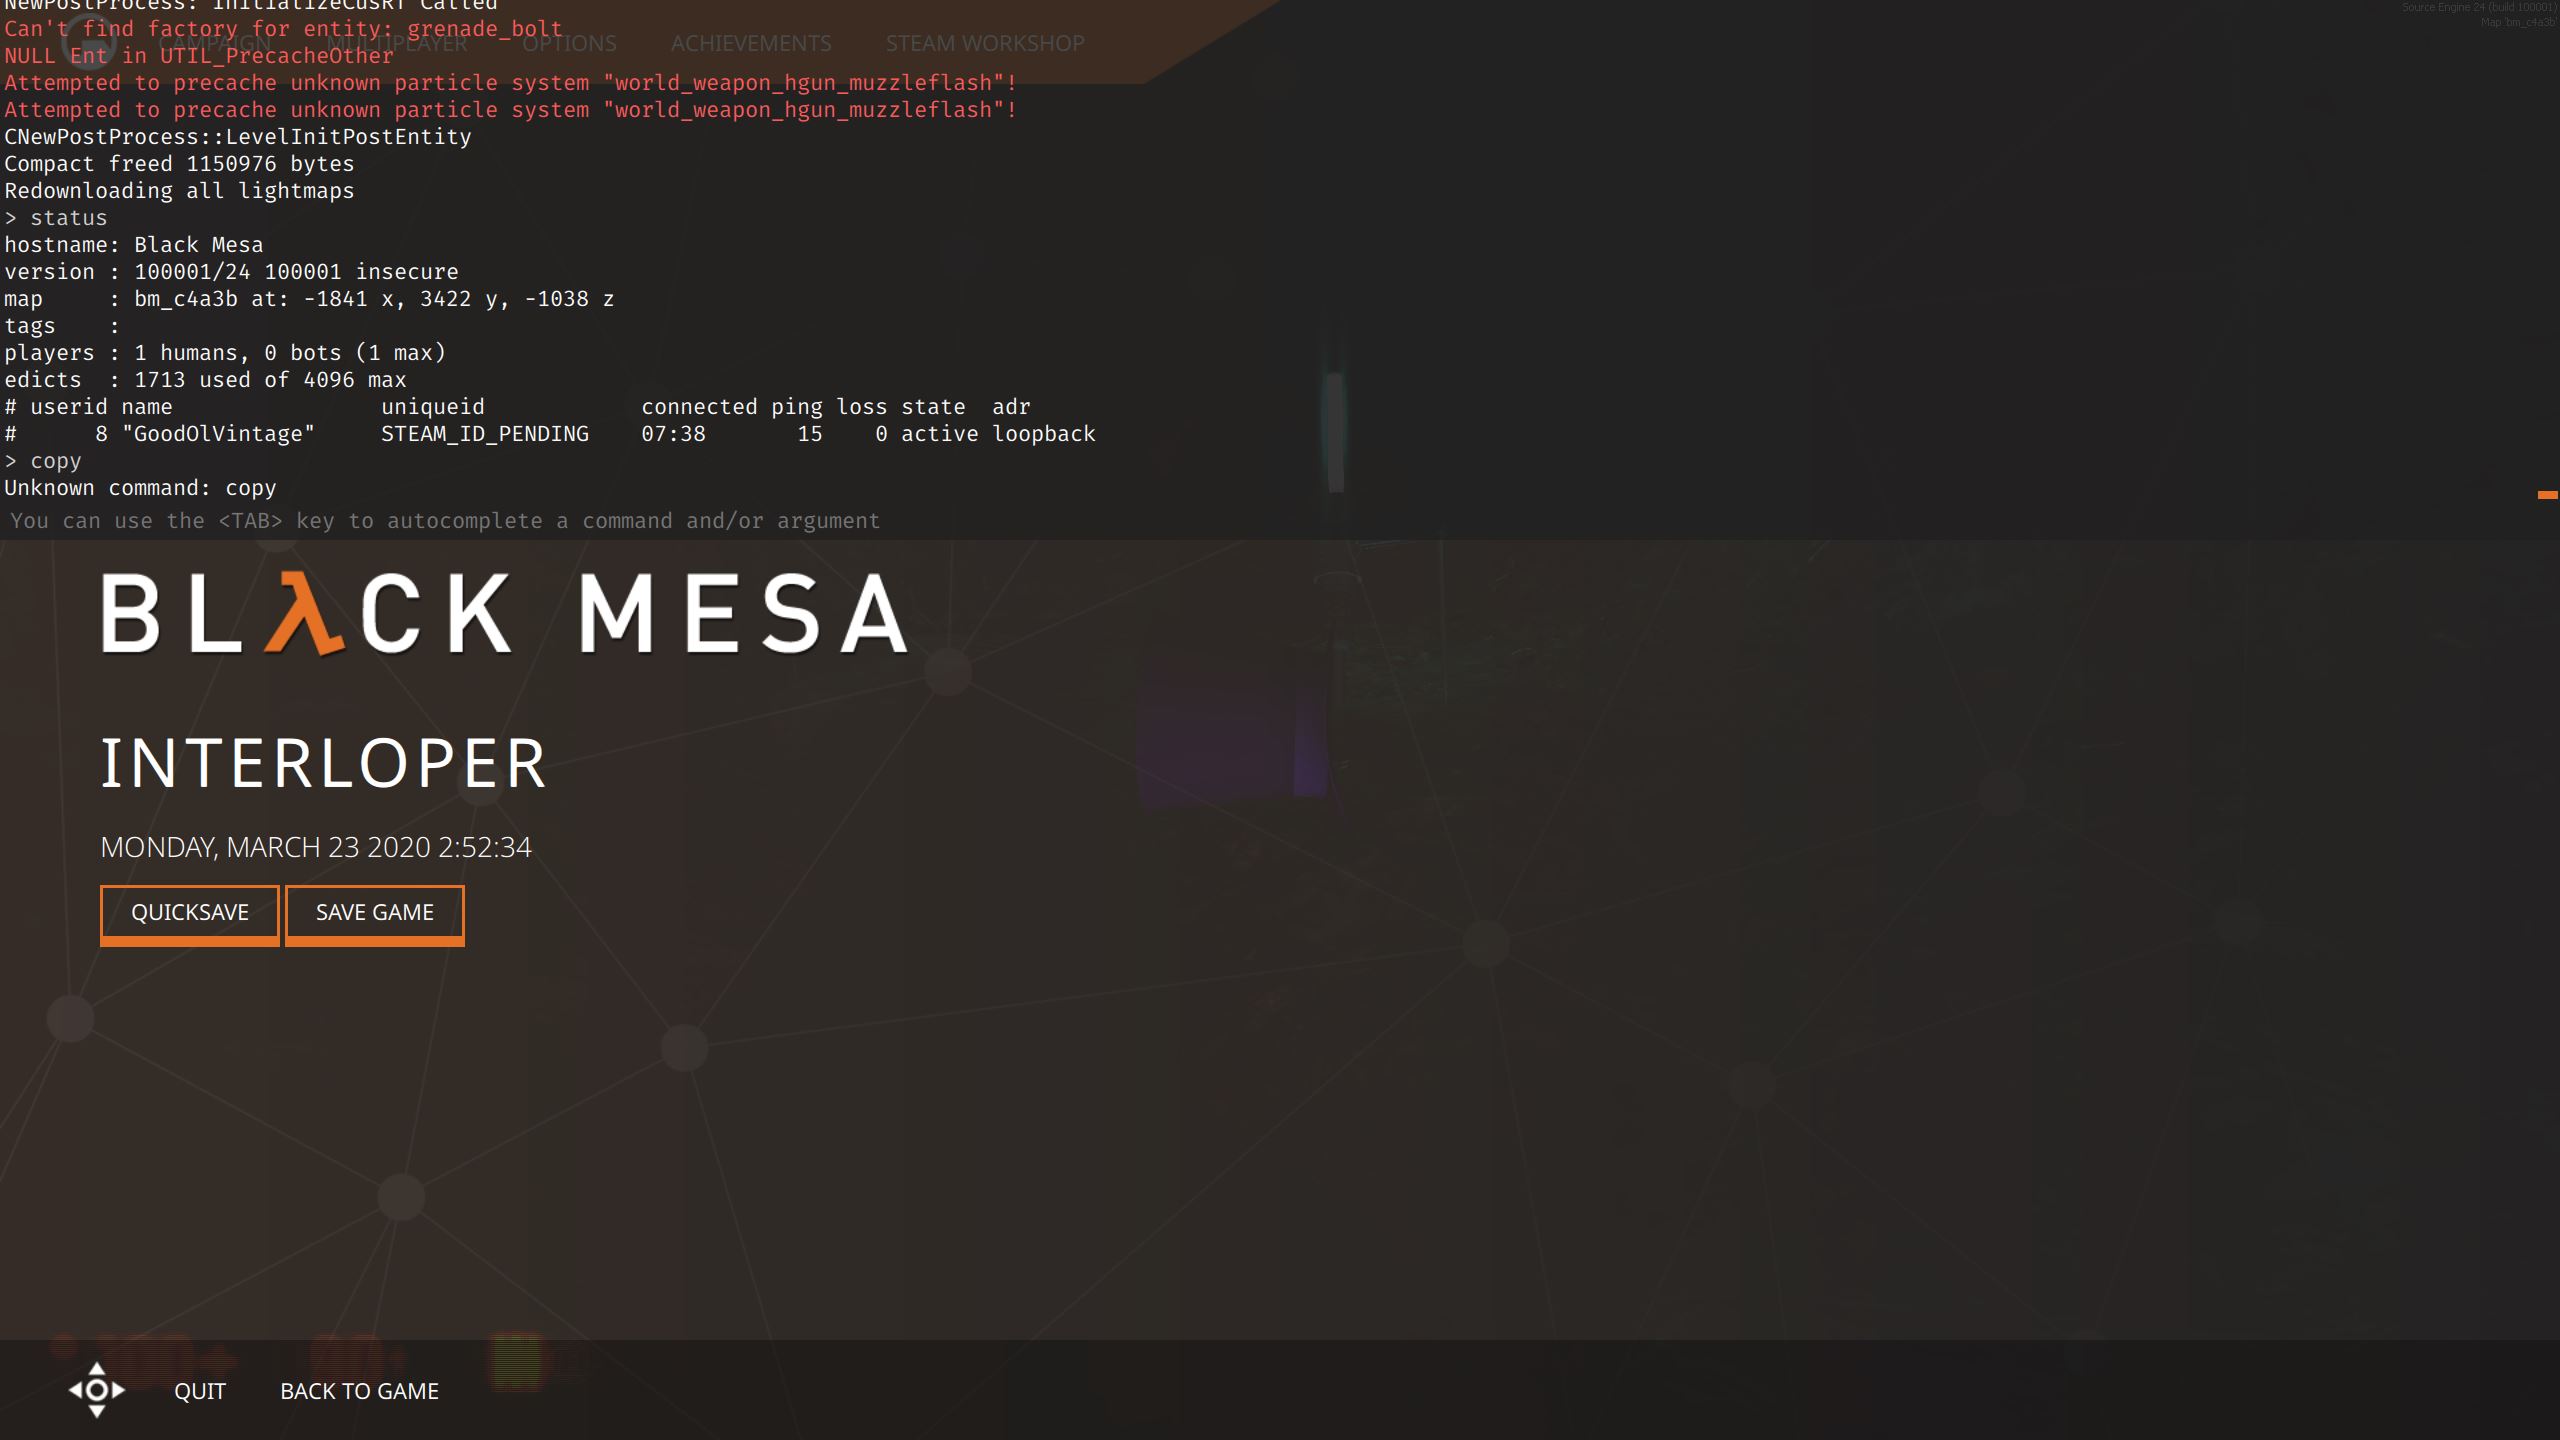 NewPostProcess: InitializeCusRT Called
Can't find factory for entity: grenade_bolt
CAMPAIGN MULTIPLAYER OPTIONS ACHIEVEMENTS STEAM WORKSHOP
NULL Ent in UTIL_PrecacheOther
Attempted to precache unknown particle system "world_weapon_hgun_muzzleflash"!
Attempted to precache unknown particle system "world_weapon_hgun_muzzleflash"!
CNewPostProcess::LevelInitPostEntity
Compact freed 1150976 bytes
Redownloading all lightmaps
> status
hostname: Black Mesa
version : 100001/24 100001 insecure
map     : bm_c4a3b at: -1841 x, 3422 y, -1038 z
tags    :
players : 1 humans, 0 bots (1 max)
edicts  : 1713 used of 4096 max
# userid name                uniqueid            connected ping loss state  adr
#      8 "GoodOlVintage"     STEAM_ID_PENDING    07:38       15    0 active loopback
> copy
Unknown command: copy
You can use the <TAB> key to autocomplete a command and/or argument
Source Engine 24 (build 100001)
Map 'bm_c4a3b'
BLλCK MESA
INTERLOPER
MONDAY, MARCH 23 2020 2:52:34
QUICKSAVE SAVE GAME
QUIT BACK TO GAME